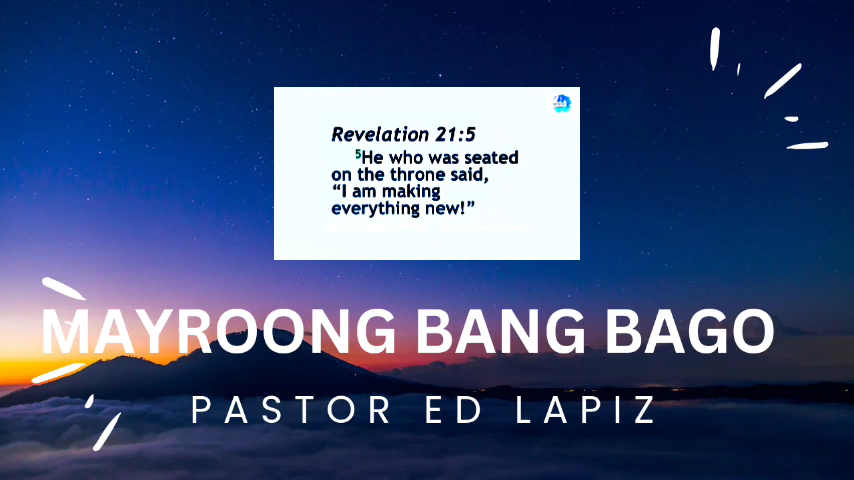 Revelation 21:5
5He who was seated
on the throne said,
“I am making
everything new!”
MAYROONG BANG BAGO
PASTOR ED LAPIZ